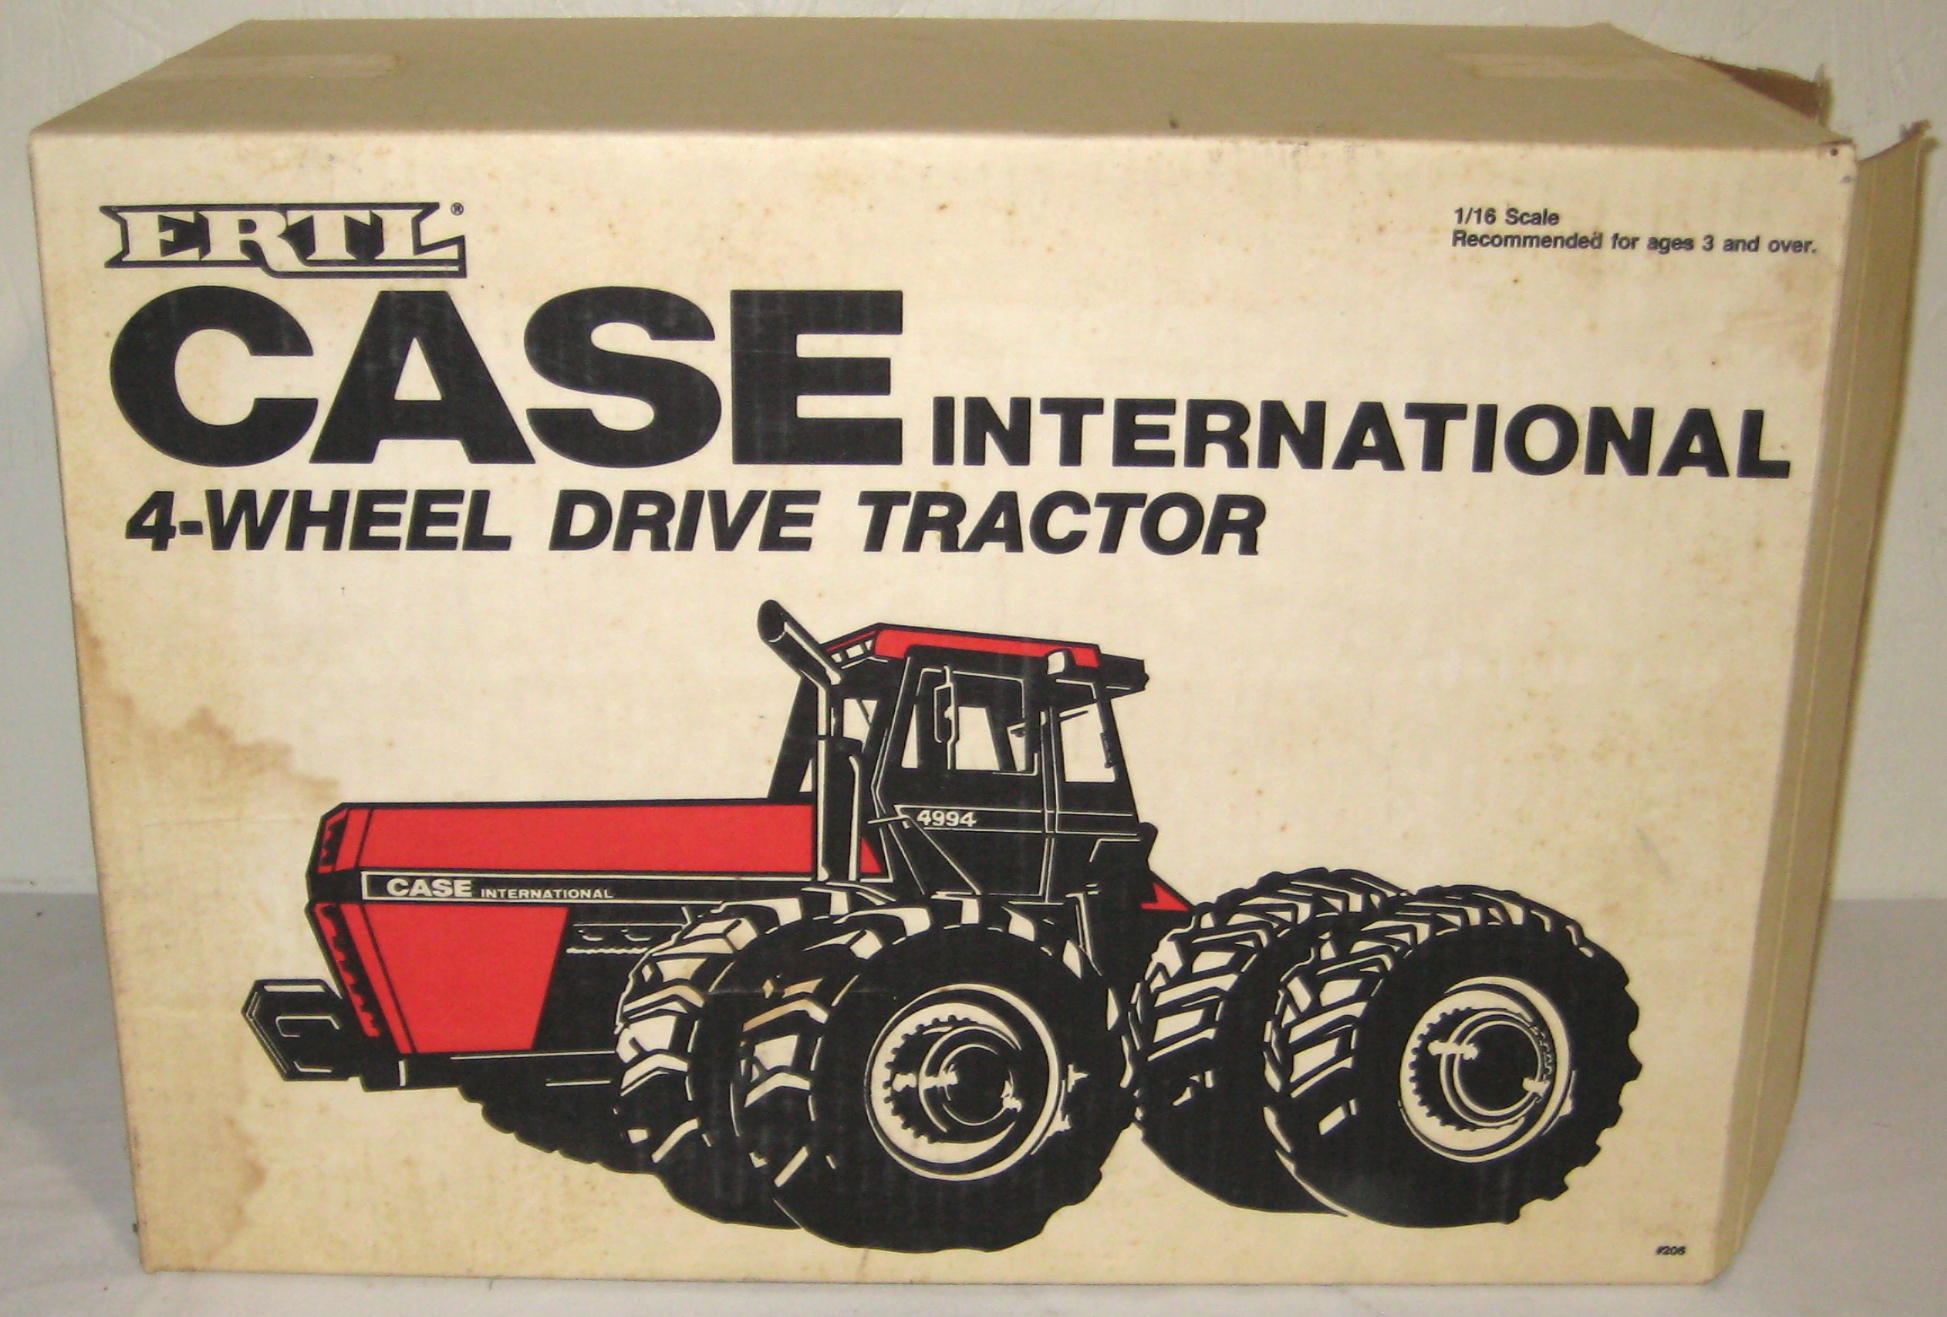 ERTL®
1/16 Scale
Recommended for ages 3 and over.
CASE INTERNATIONAL
4-WHEEL DRIVE TRACTOR
4994
CASE INTERNATIONAL
#206